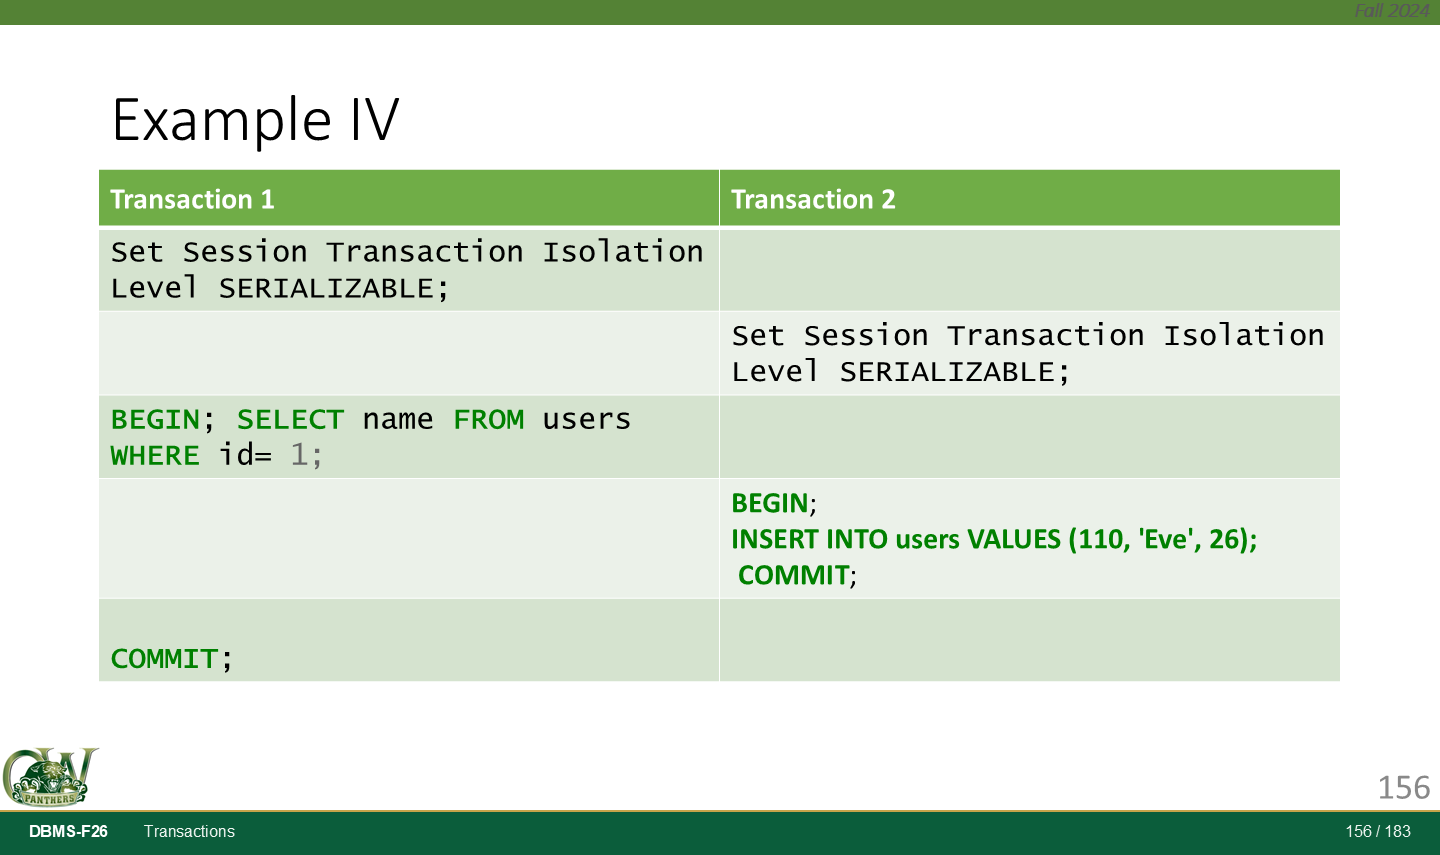 Fall 2024
Example IV
Transaction 1
Transaction 2
Set Session Transaction Isolation
Level SERIALIZABLE;
Set Session Transaction Isolation
Level SERIALIZABLE;
BEGIN; SELECT name FROM users
WHERE id= 1;
BEGIN;
INSERT INTO users VALUES (110, 'Eve', 26);
COMMIT;
COMMIT;
OW
PANTHERS
156
DBMS-F26
Transactions
156 / 183